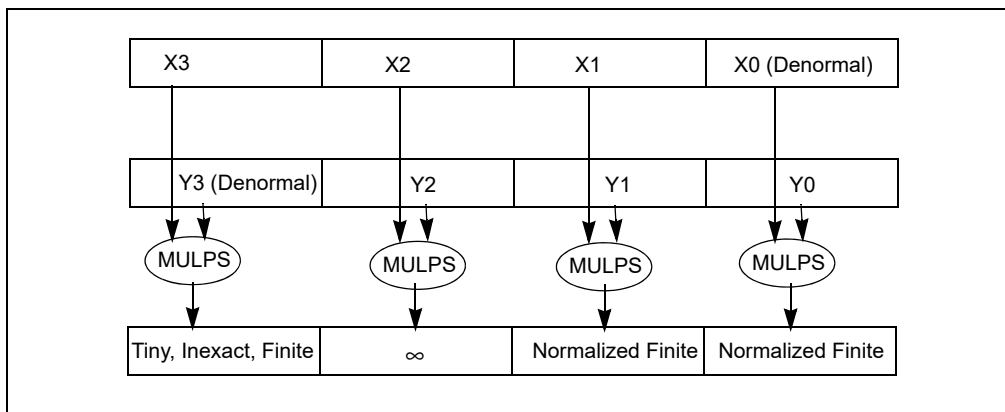 X3 X2 X1 X0 (Denormal)
Y3 (Denormal) Y2 Y1 Y0
MULPS MULPS MULPS MULPS
Tiny, Inexact, Finite ∞ Normalized Finite Normalized Finite